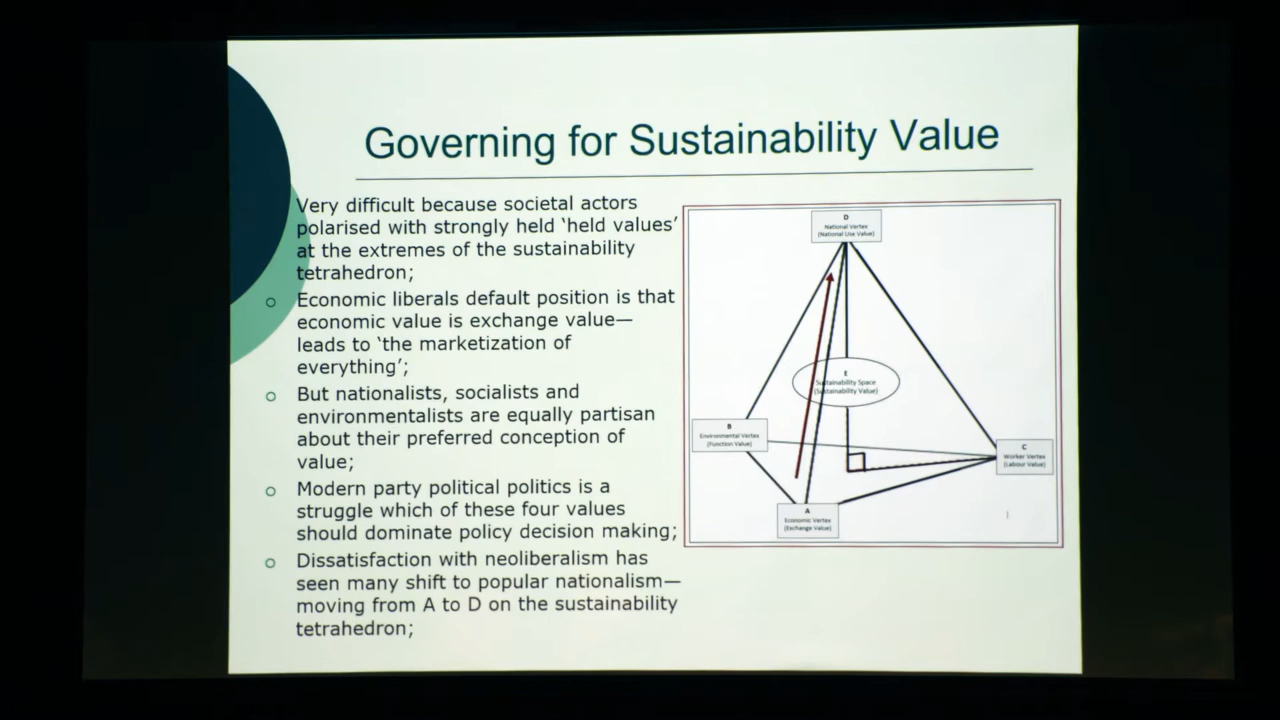 Governing for Sustainability Value
Very difficult because societal actors
polarised with strongly held ‘held values’
at the extremes of the sustainability
tetrahedron;
Economic liberals default position is that
economic value is exchange value—
leads to ‘the marketization of
everything’;
But nationalists, socialists and
environmentalists are equally partisan
about their preferred conception of
value;
Modern party political politics is a
struggle which of these four values
should dominate policy decision making;
Dissatisfaction with neoliberalism has
seen many shift to popular nationalism—
moving from A to D on the sustainability
tetrahedron;
D
National Vertex
(National Use Value)
E
Sustainability Space
(Sustainability Value)
B
Environmental Vertex
(Function Value)
C
Worker Vertex
(Labour Value)
A
Economic Vertex
(Exchange Value)